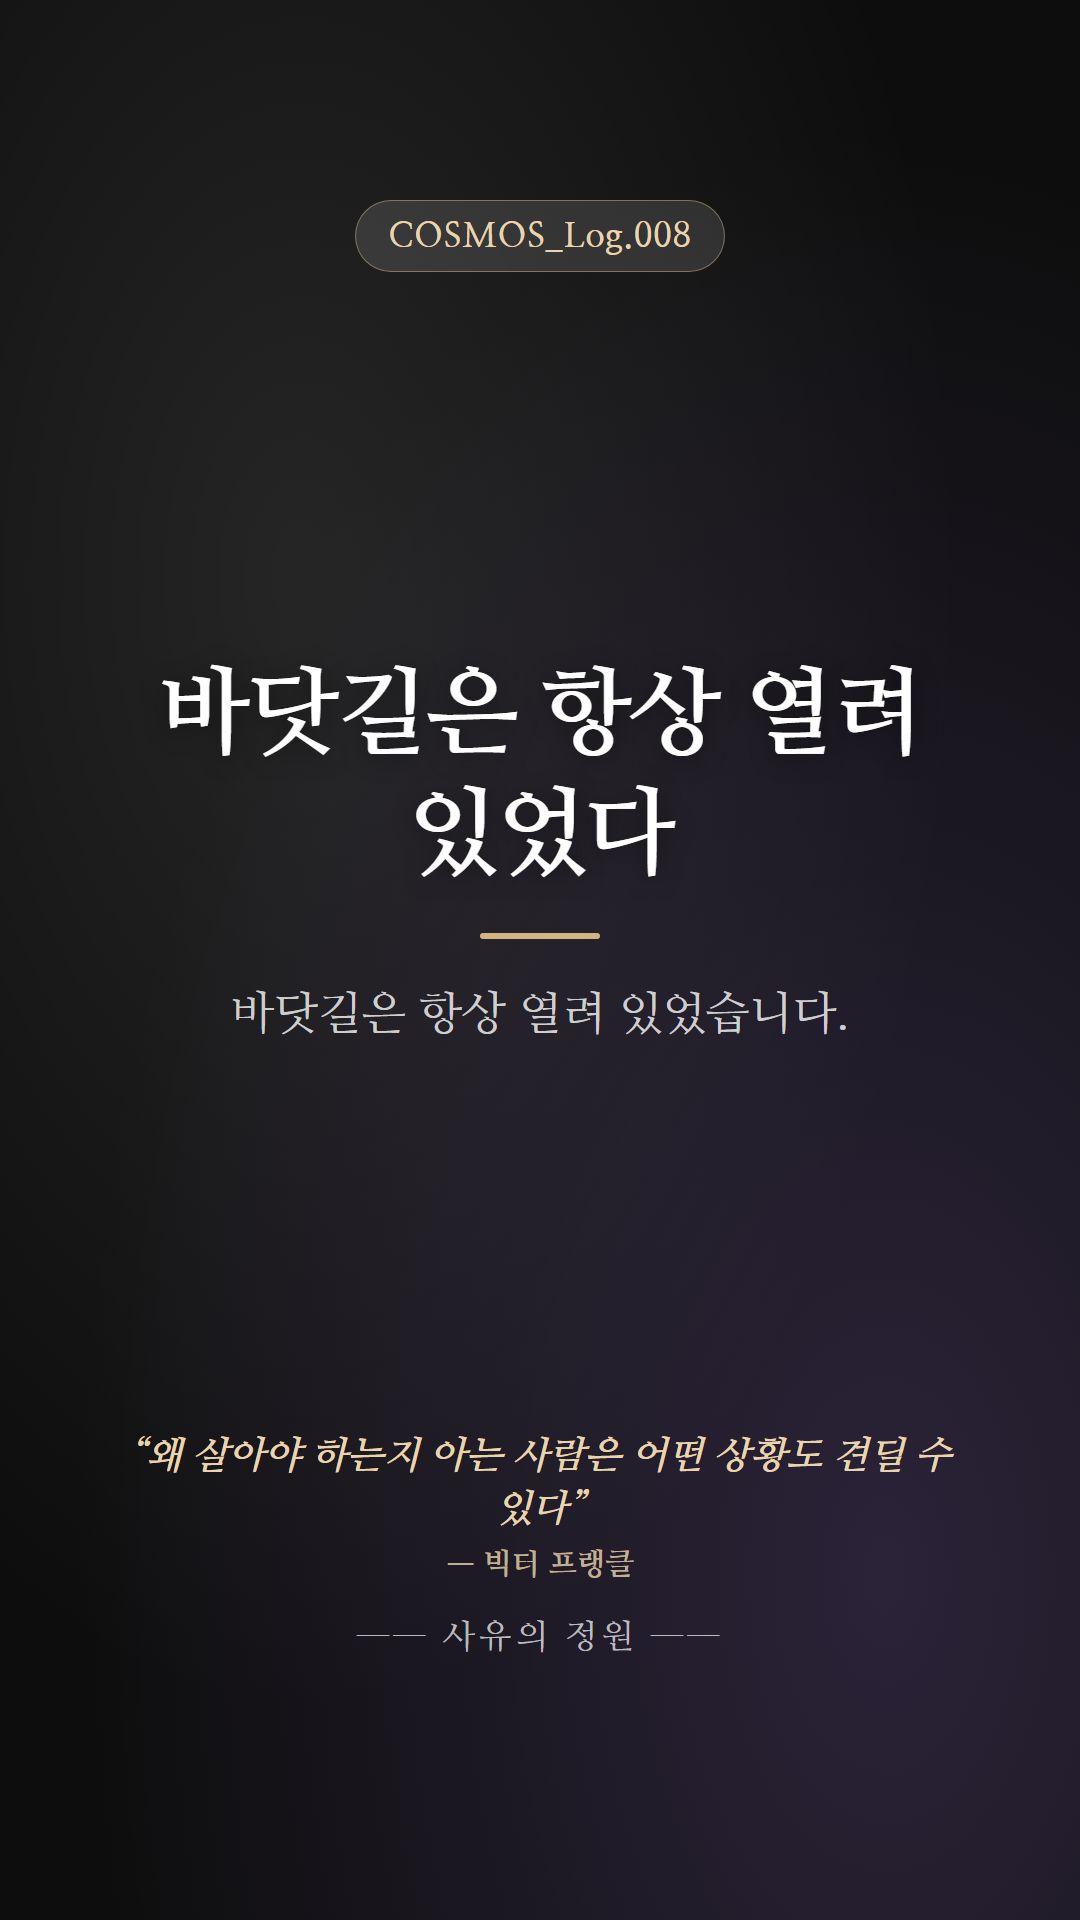 COSMOS_Log.008
바닷길은 항상 열려
있었다
바닷길은 항상 열려 있었습니다.
“왜 살아야 하는지 아는 사람은 어떤 상황도 견딜 수
있다”
— 빅터 프랭클
—— 사유의 정원 ——